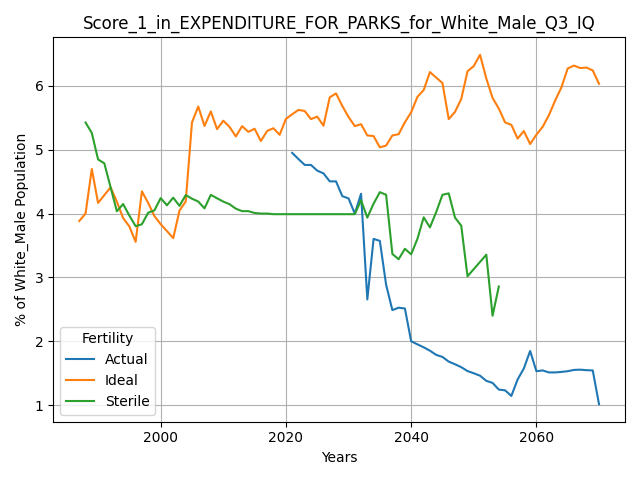 Score_1_in_EXPENDITURE_FOR_PARKS_for_White_Male_Q3_IQ
% of White_Male Population
6
5
4
3
2
1
Fertility
Actual
Ideal
Sterile
2000
2020
2040
2060
Years